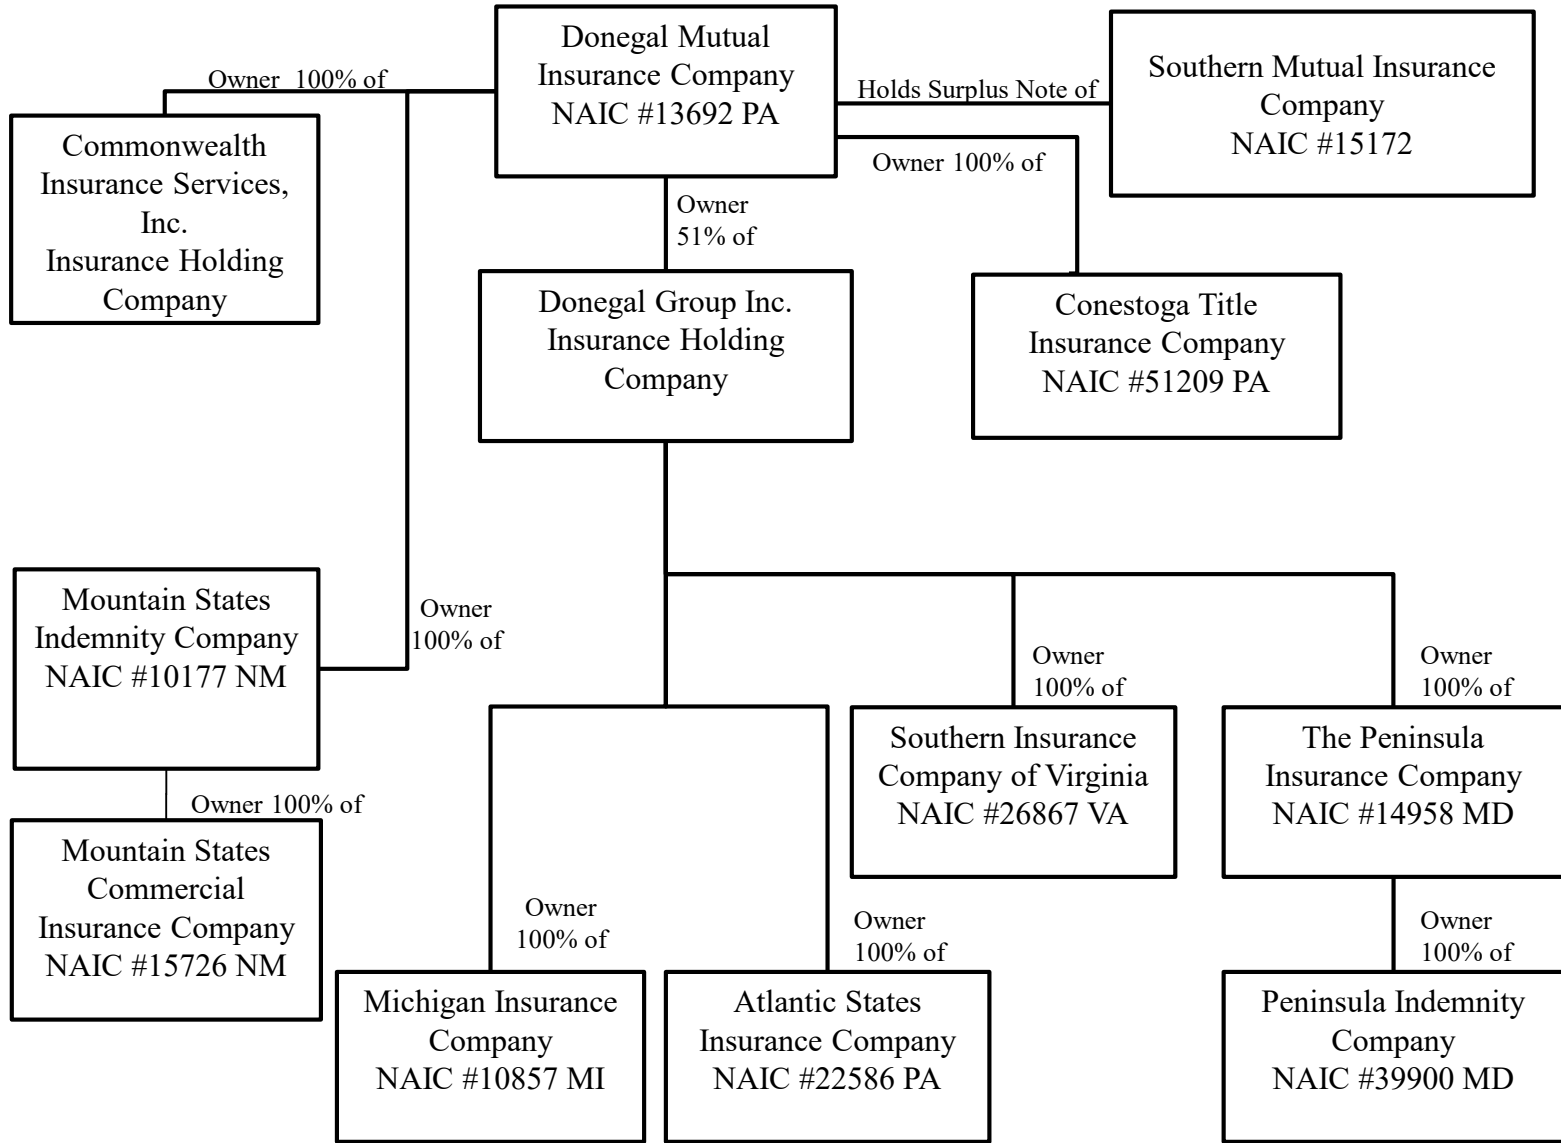 Donegal Mutual
Insurance Company
NAIC #13692 PA
Southern Mutual Insurance
Company
NAIC #15172
Owner  100% of
Holds Surplus Note of
Commonwealth
Insurance Services,
Inc.
Insurance Holding
Company
Owner 100% of
Owner
51% of
Donegal Group Inc.
Insurance Holding
Company
Conestoga Title
Insurance Company
NAIC #51209 PA
Mountain States
Indemnity Company
NAIC #10177 NM
Owner
100% of
Owner
100% of
Owner
100% of
Southern Insurance
Company of Virginia
NAIC #26867 VA
The Peninsula
Insurance Company
NAIC #14958 MD
Owner 100% of
Mountain States
Commercial
Insurance Company
NAIC #15726 NM
Owner
100% of
Owner
100% of
Owner
100% of
Michigan Insurance
Company
NAIC #10857 MI
Atlantic States
Insurance Company
NAIC #22586 PA
Peninsula Indemnity
Company
NAIC #39900 MD